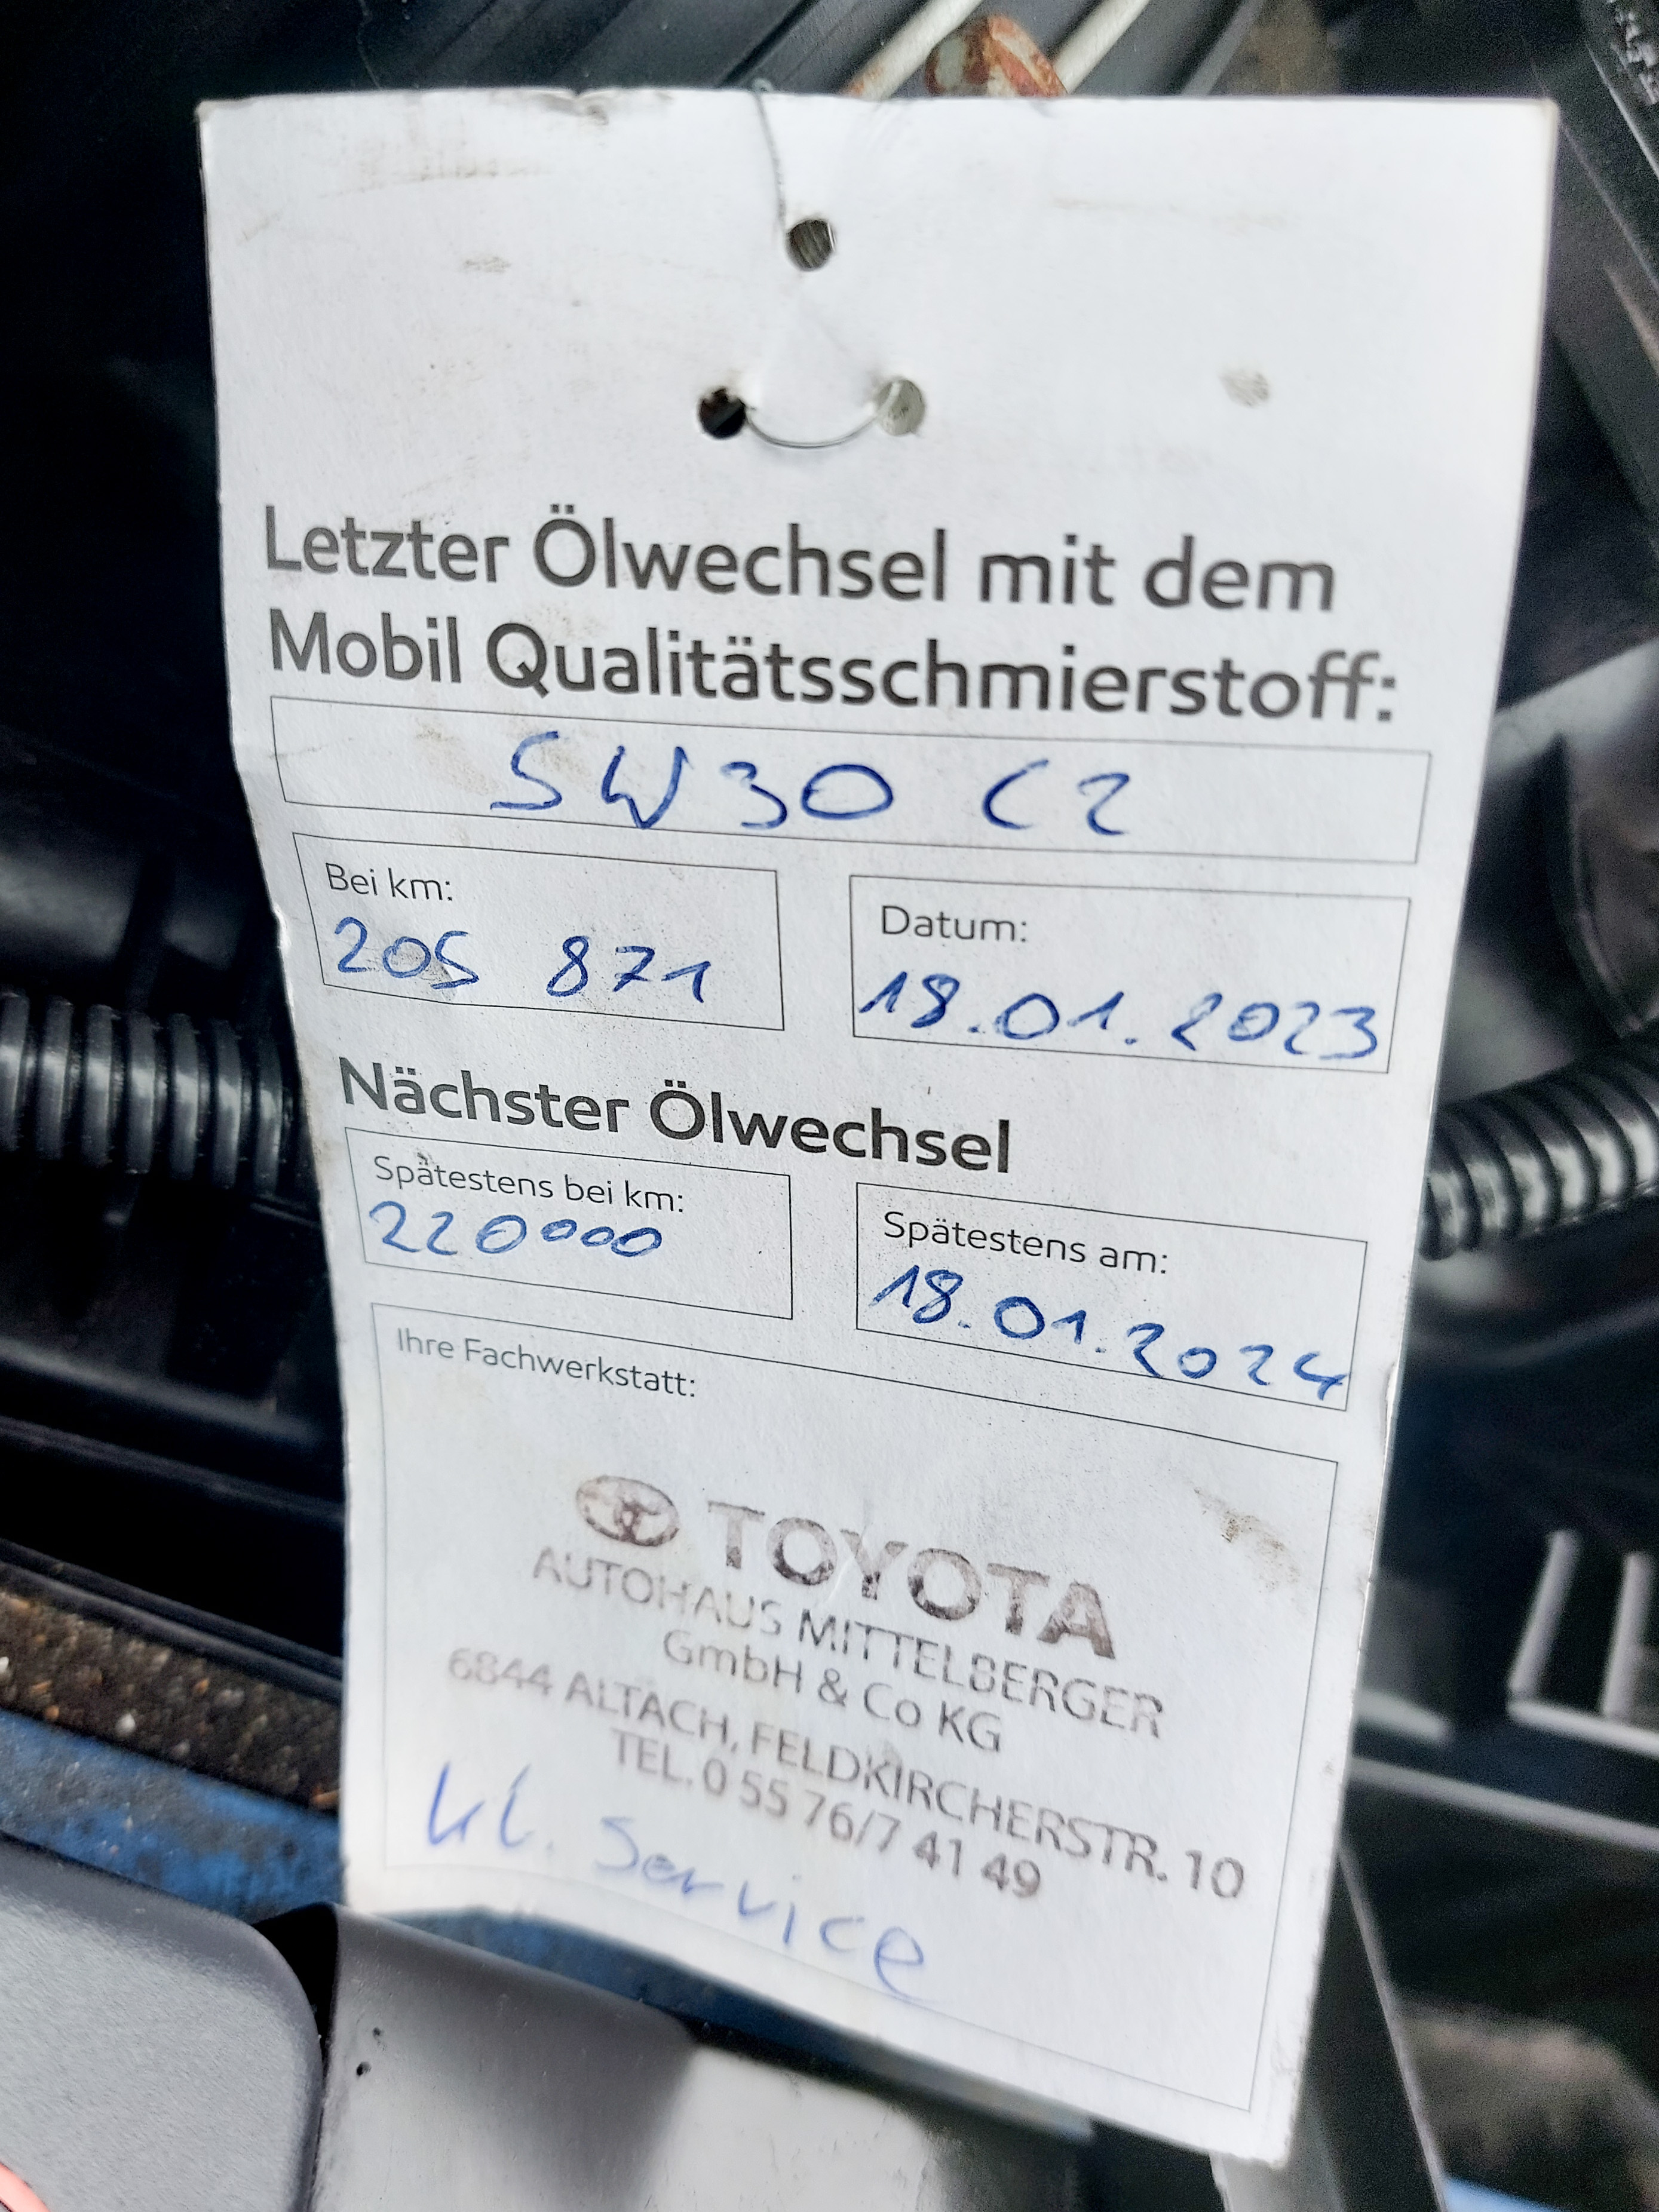 Letzter Ölwechsel mit dem
Mobil Qualitätsschmierstoff:
5W30 C2
Bei km:
205 871
Datum:
18.01.2023
Nächster Ölwechsel
Spätestens bei km:
220000
Spätestens am:
18.01.2024
Ihre Fachwerkstatt:
TOYOTA
AUTOHAUS MITTELBERGER
GmbH & Co KG
6844 ALTACH, FELDKIRCHERSTR. 10
TEL. 0 55 76/7 41 49
kl. Service